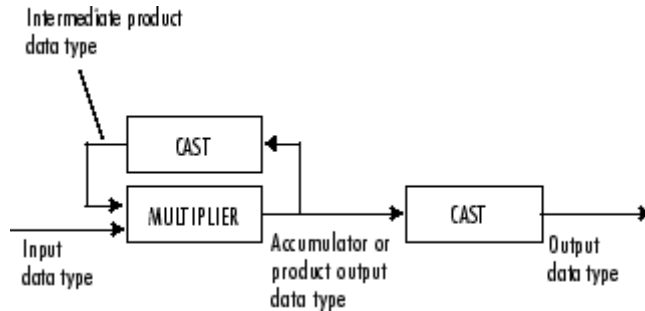 Intermediate product
data type
CAST
MULTIPLIER
CAST
Input
data type
Accumulator or
product output
data type
Output
data type